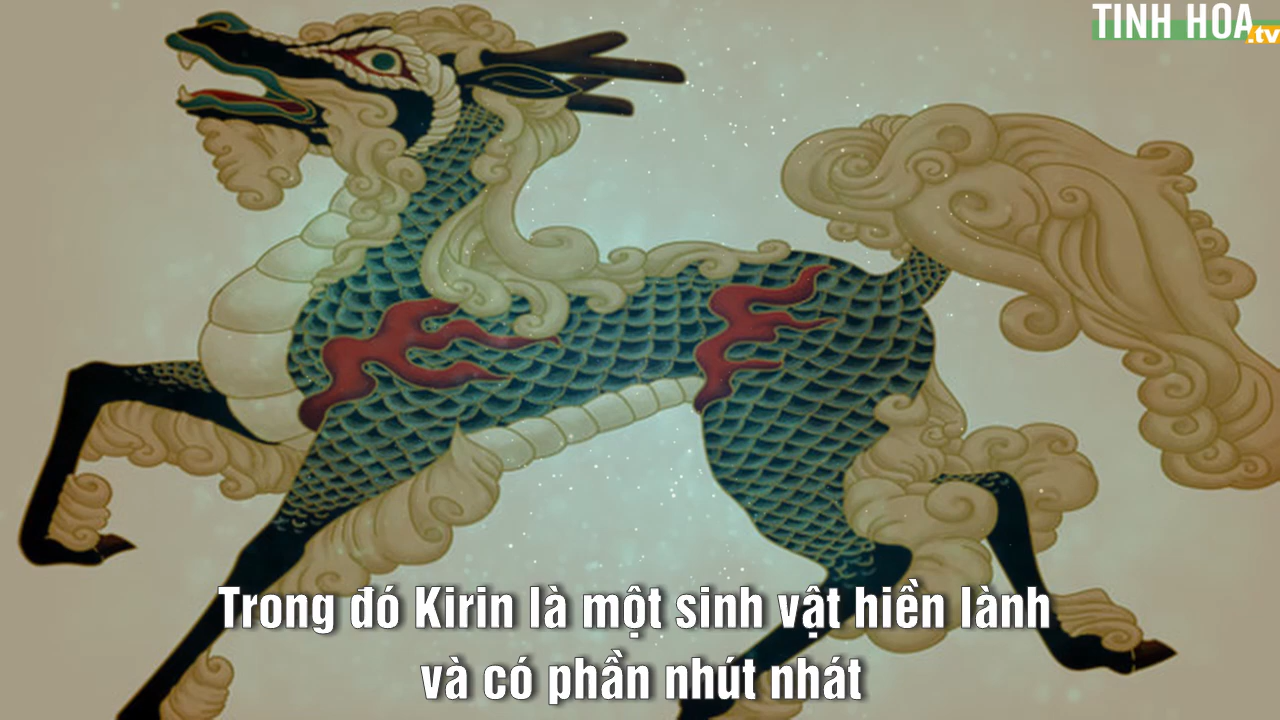 TINH HOA
.tv
Trong đó Kirin là một sinh vật hiền lành
và có phần nhút nhát